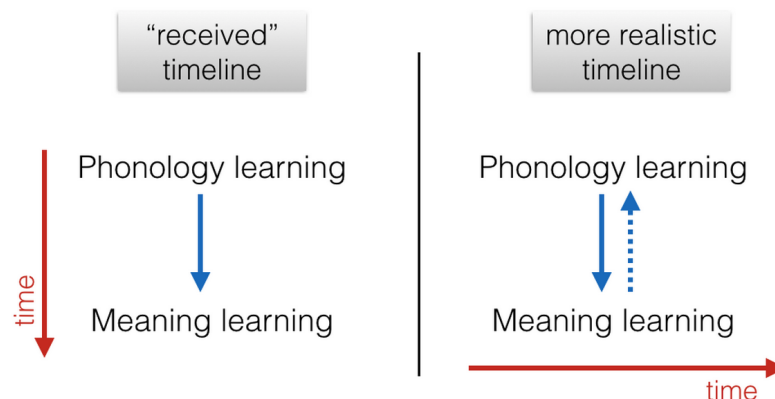 “received”
timeline
Phonology learning
Meaning learning
time
more realistic
timeline
Phonology learning
Meaning learning
time